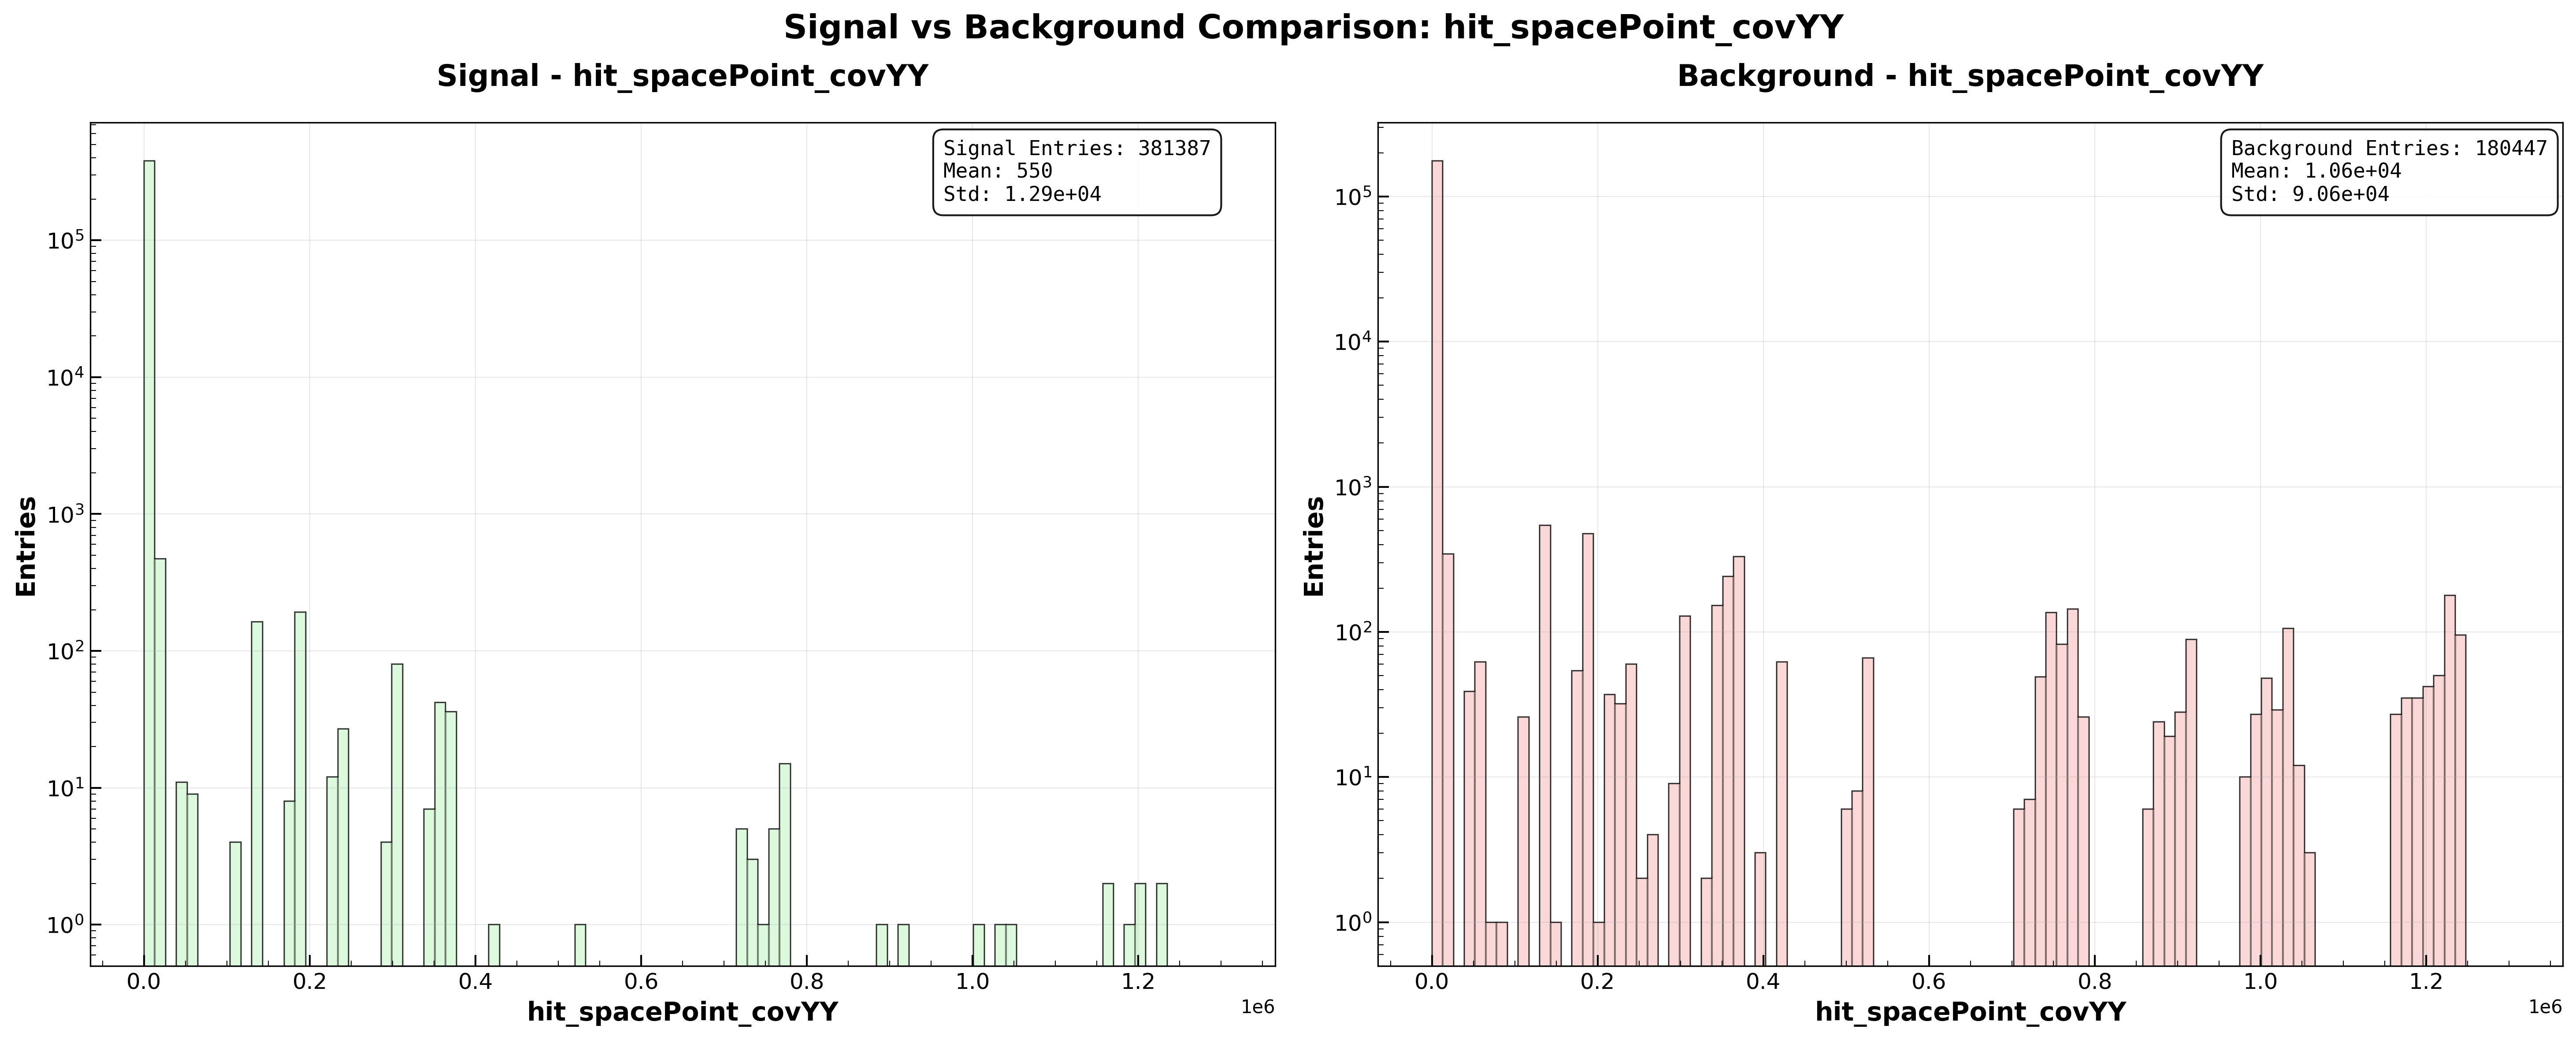 Signal vs Background Comparison: hit_spacePoint_covYY
Signal - hit_spacePoint_covYY
Signal Entries: 381387
Mean: 550
Std: 1.29e+04
Entries
10^5
10^4
10^3
10^2
10^1
10^0
0.0 0.2 0.4 0.6 0.8 1.0 1.2
1e6
hit_spacePoint_covYY
Background - hit_spacePoint_covYY
Background Entries: 180447
Mean: 1.06e+04
Std: 9.06e+04
Entries
10^5
10^4
10^3
10^2
10^1
10^0
0.0 0.2 0.4 0.6 0.8 1.0 1.2
1e6
hit_spacePoint_covYY